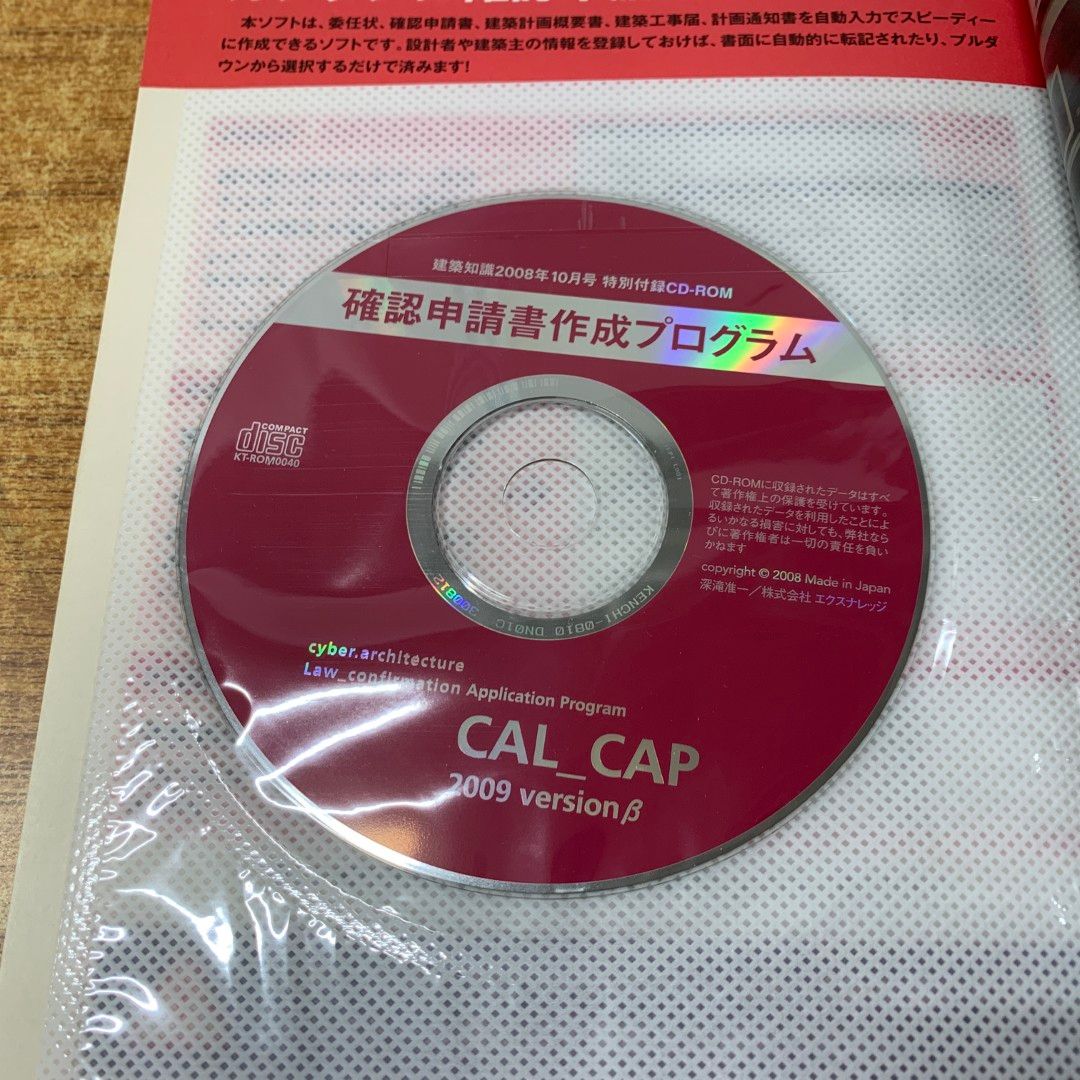 本ソフトは、委任状、確認申請書、建築計画概要書、建築工事届、計画通知書を自動入力でスピーディー
に作成できるソフトです。設計者や建築主の情報を登録しておけば、書面に自動的に転記されたり、プルダ
ウンから選択するだけで済みます!
建築知識2008年10月号 特別付録CD-ROM
確認申請書作成プログラム
COMPACT
disc
KT-ROM0040
CD-ROMに収録されたデータはすべ
て著作権上の保護を受けています。
収録されたデータを利用したことによ
るいかなる損害に対しても、弊社なら
びに著作権者は一切の責任を負い
かねます
copyright © 2008 Made in Japan
深滝准一／株式会社 エクスナレッジ
KENCHI-0810 DN01C
300812
cyber.architecture
Law_confirmation Application Program
CAL_CAP
2009 versionβ